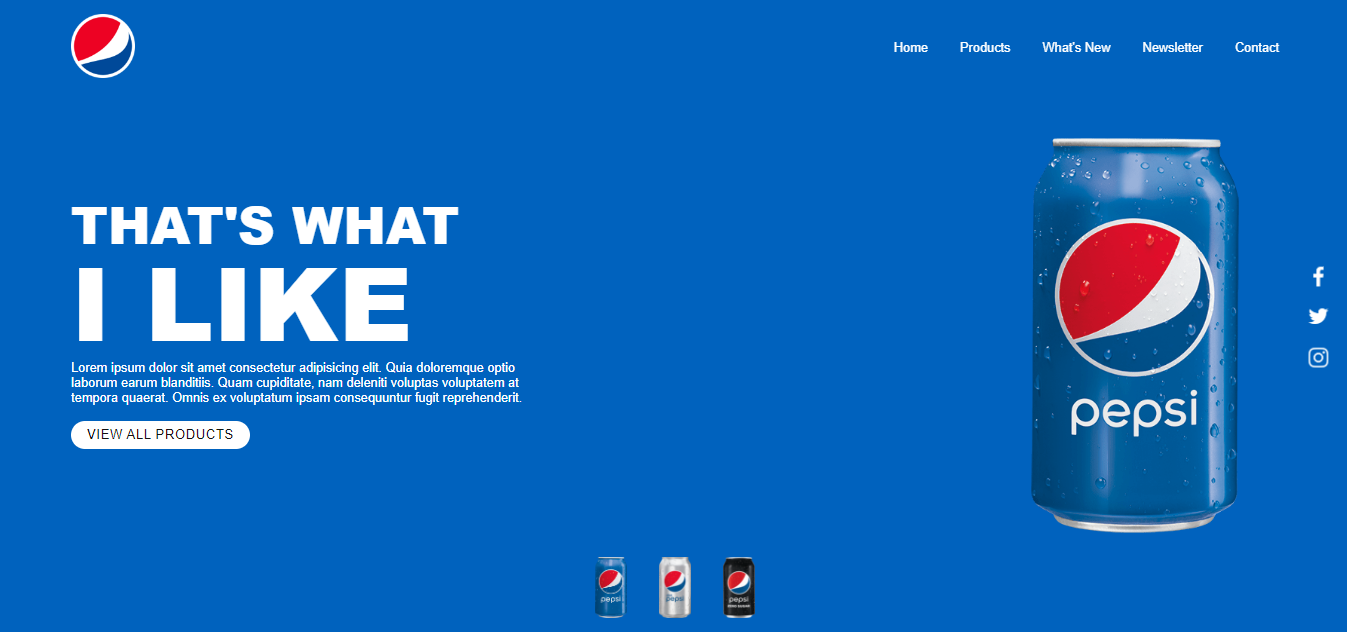 Home Products What's New Newsletter Contact
THAT'S WHAT
I LIKE
Lorem ipsum dolor sit amet consectetur adipisicing elit. Quia doloremque optio
laborum earum blanditiis. Quam cupiditate, nam deleniti voluptas voluptatem at
tempora quaerat. Omnis ex voluptatum ipsam consequuntur fugit reprehenderit.
VIEW ALL PRODUCTS
pepsi
pepsi
pepsi
pepsi